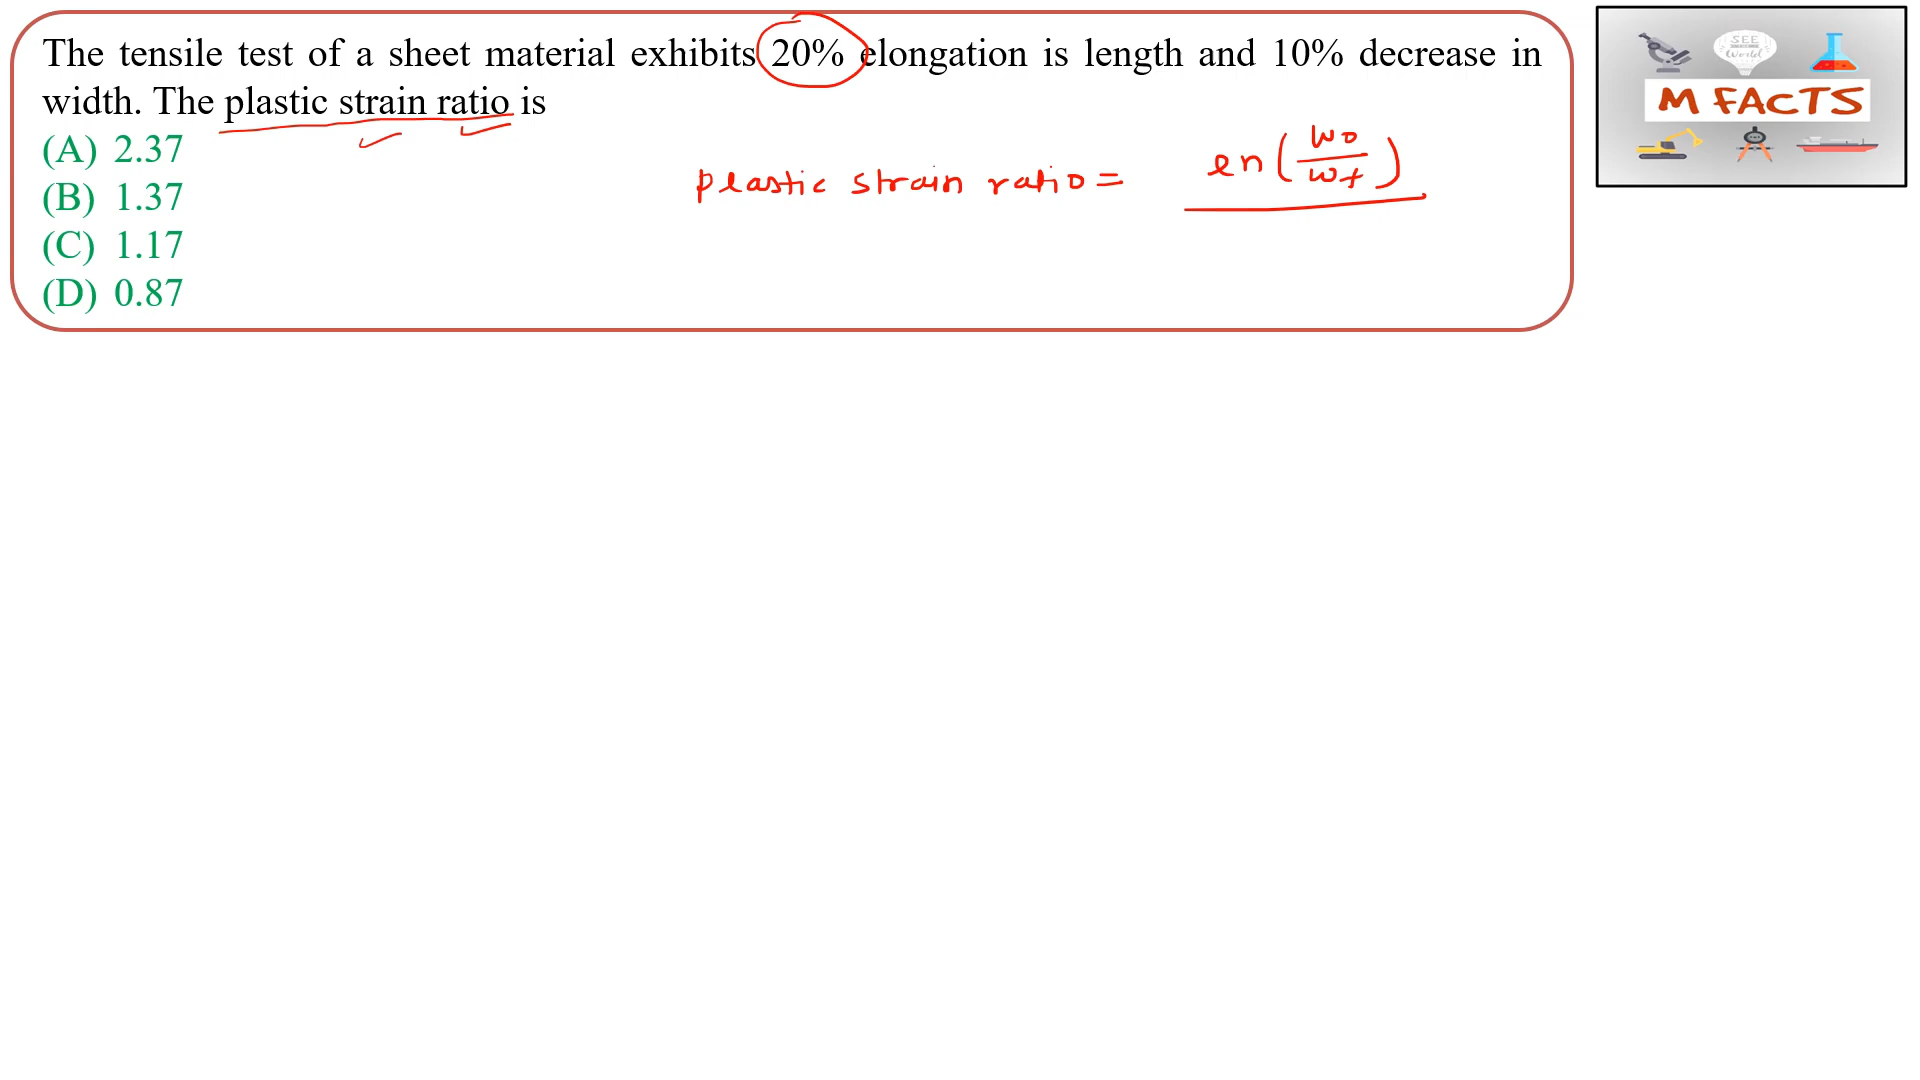 The tensile test of a sheet material exhibits 20% elongation is length and 10% decrease in
width. The plastic strain ratio is
(A) 2.37
(B) 1.37
(C) 1.17
(D) 0.87
plastic strain ratio = ln(wo/wf)
SEE
World
M FACTS